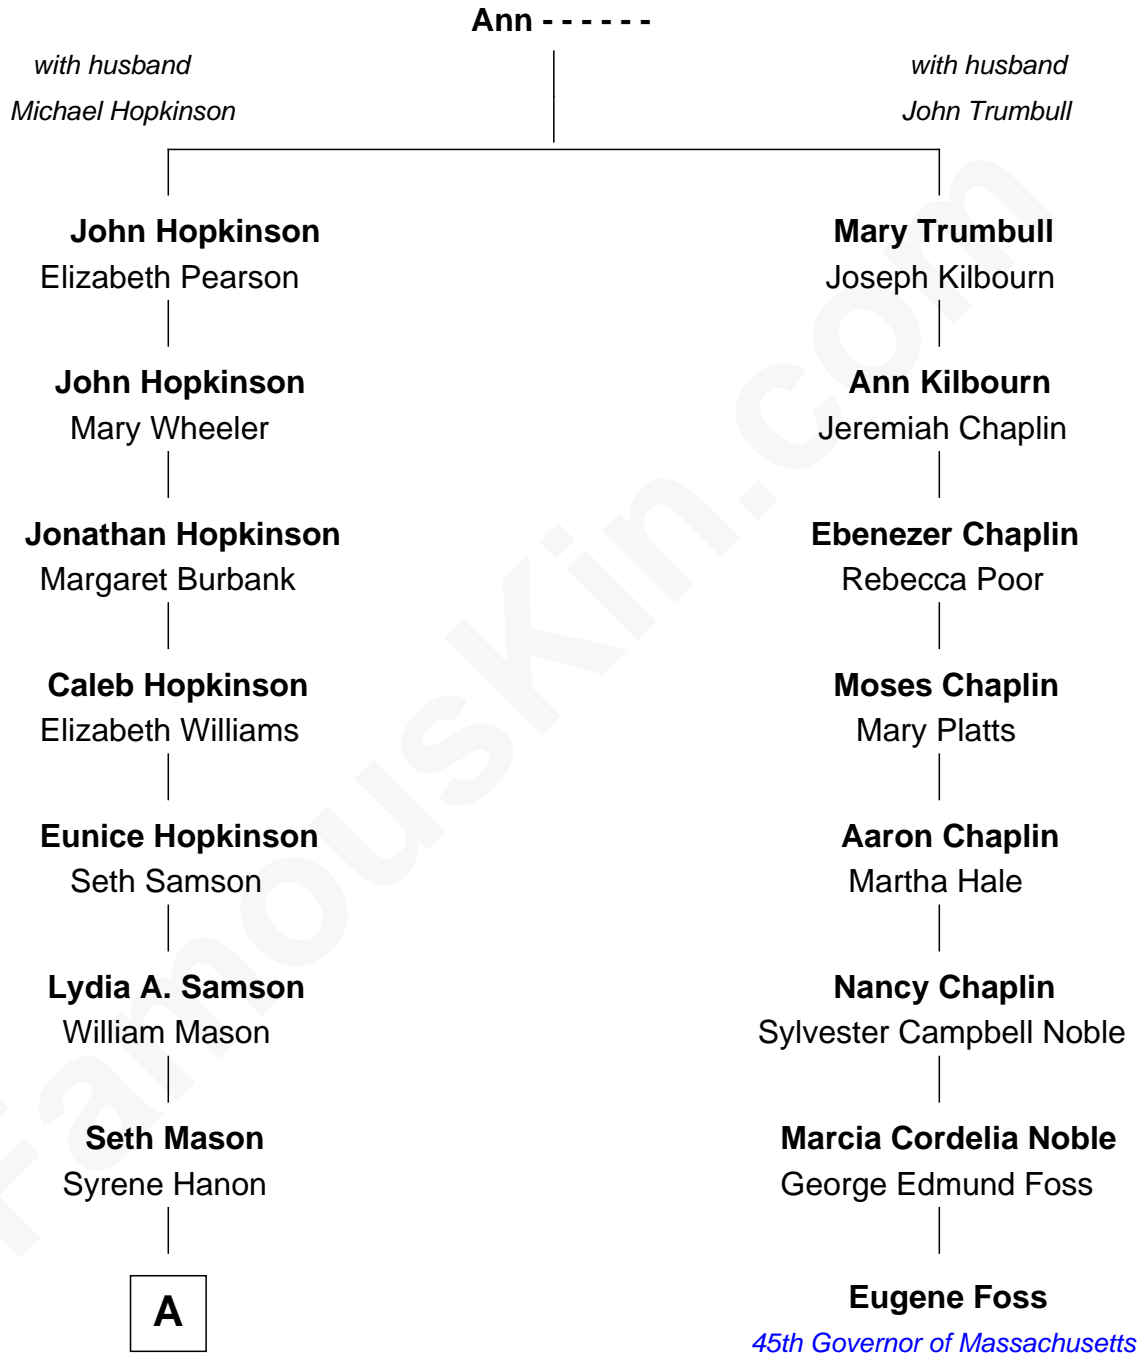 Ann - - - - - -
with husband
Michael Hopkinson
with husband
John Trumbull
John Hopkinson
Elizabeth Pearson
John Hopkinson
Mary Wheeler
Jonathan Hopkinson
Margaret Burbank
Caleb Hopkinson
Elizabeth Williams
Eunice Hopkinson
Seth Samson
Lydia A. Samson
William Mason
Seth Mason
Syrene Hanon
A
Mary Trumbull
Joseph Kilbourn
Ann Kilbourn
Jeremiah Chaplin
Ebenezer Chaplin
Rebecca Poor
Moses Chaplin
Mary Platts
Aaron Chaplin
Martha Hale
Nancy Chaplin
Sylvester Campbell Noble
Marcia Cordelia Noble
George Edmund Foss
Eugene Foss
45th Governor of Massachusetts
FamousKin.com